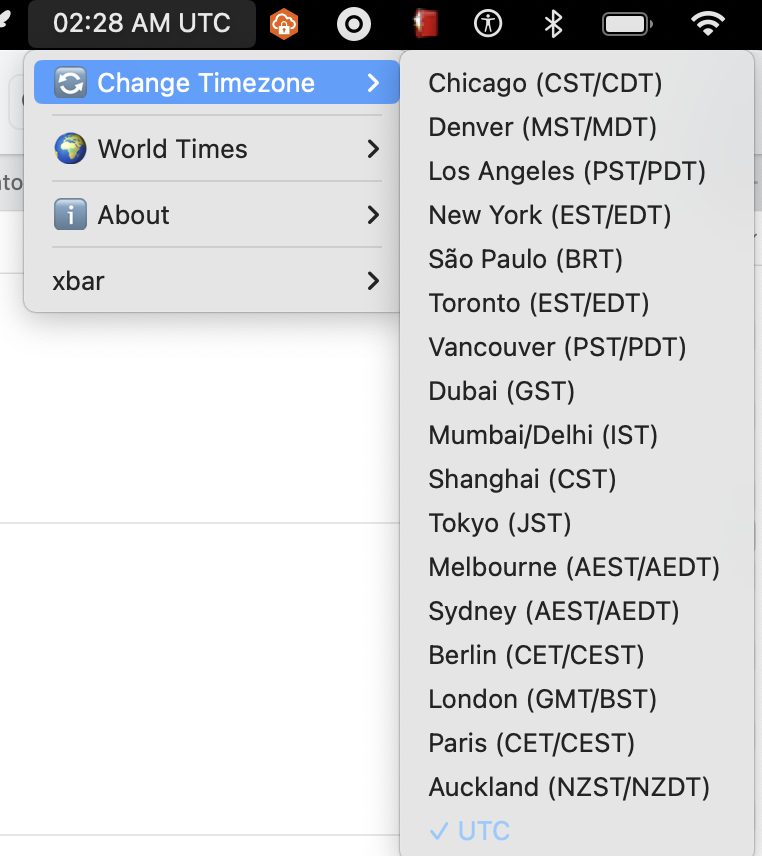 02:28 AM UTC
Change Timezone
World Times
About
xbar
Chicago (CST/CDT)
Denver (MST/MDT)
Los Angeles (PST/PDT)
New York (EST/EDT)
São Paulo (BRT)
Toronto (EST/EDT)
Vancouver (PST/PDT)
Dubai (GST)
Mumbai/Delhi (IST)
Shanghai (CST)
Tokyo (JST)
Melbourne (AEST/AEDT)
Sydney (AEST/AEDT)
Berlin (CET/CEST)
London (GMT/BST)
Paris (CET/CEST)
Auckland (NZST/NZDT)
✓ UTC